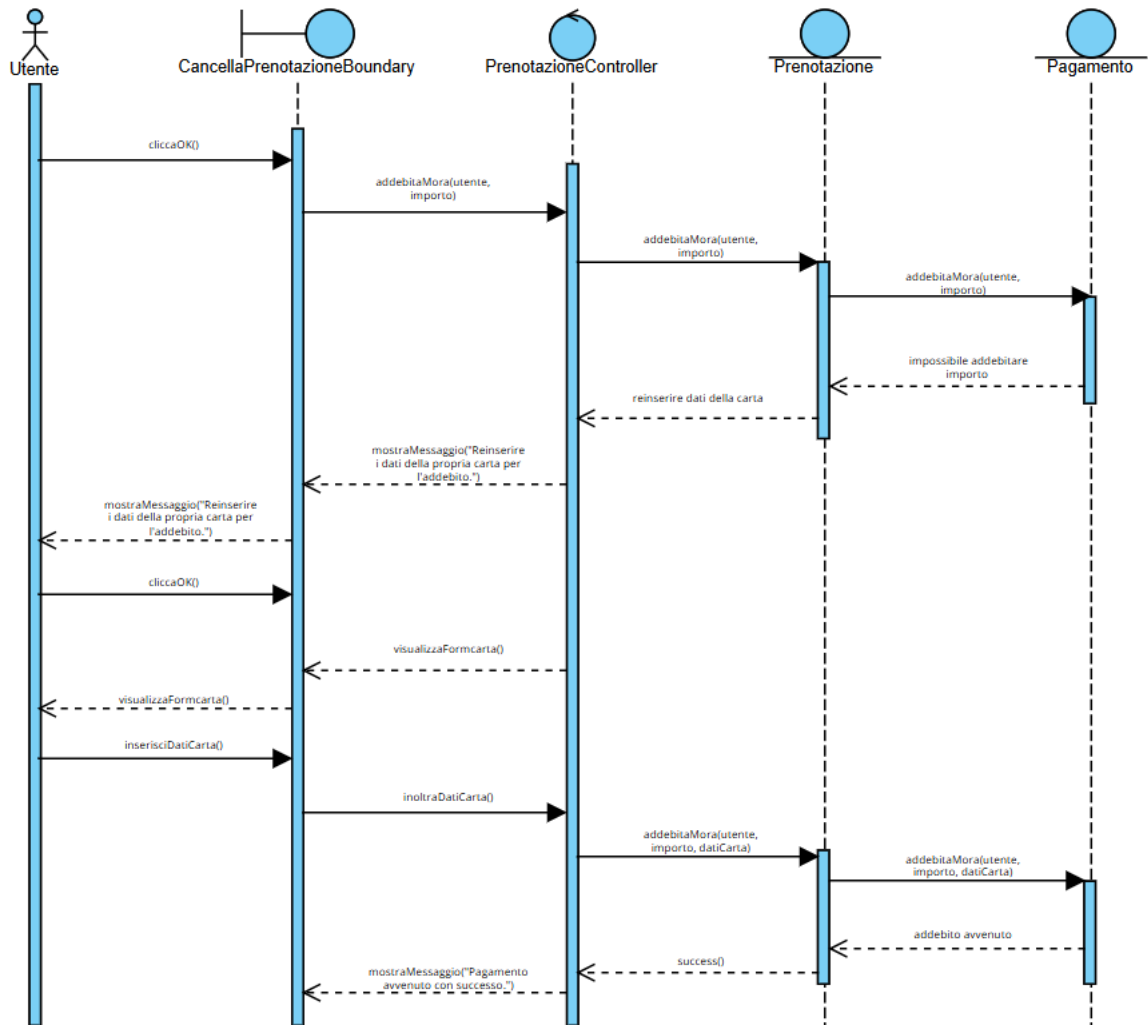 Utente
CancellaPrenotazioneBoundary
PrenotazioneController
Prenotazione
Pagamento
cliccaOK()
addebitaMora(utente,
importo)
addebitaMora(utente,
importo)
addebitaMora(utente,
importo)
impossibile addebitare
importo
reinserire dati della carta
mostraMessaggio("Reinserire
i dati della propria carta per
l'addebito.")
mostraMessaggio("Reinserire
i dati della propria carta per
l'addebito.")
cliccaOK()
visualizzaFormcarta()
visualizzaFormcarta()
inserisciDatiCarta()
inoltraDatiCarta()
addebitaMora(utente,
importo, datiCarta)
addebitaMora(utente,
importo, datiCarta)
addebito avvenuto
success()
mostraMessaggio("Pagamento
avvenuto con successo.")